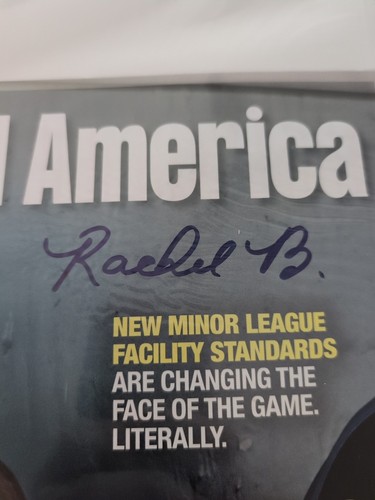 America
Rachel B.
NEW MINOR LEAGUE
FACILITY STANDARDS
ARE CHANGING THE
FACE OF THE GAME.
LITERALLY.